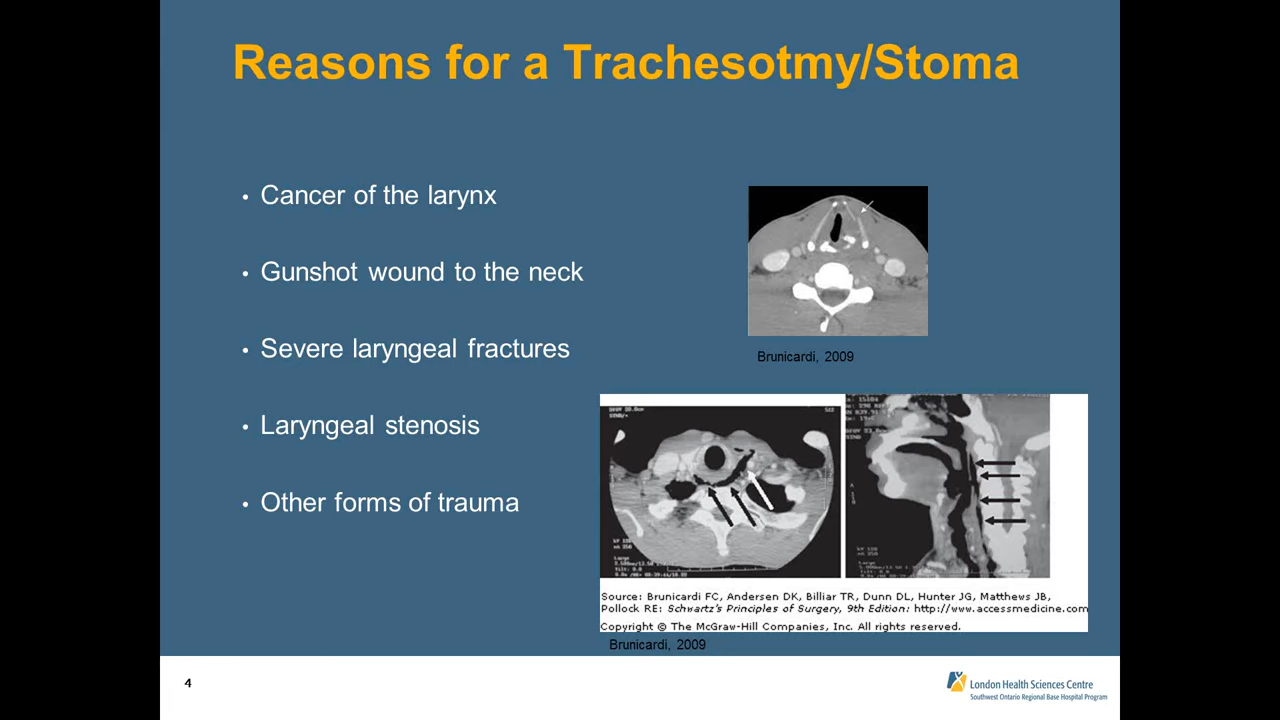 Reasons for a Trachesotmy/Stoma
• Cancer of the larynx
• Gunshot wound to the neck
• Severe laryngeal fractures
• Laryngeal stenosis
• Other forms of trauma
Brunicardi, 2009
Source: Brunicardi FC, Andersen DK, Billiar TR, Dunn DL, Hunter JG, Matthews JB,
Pollock RE: Schwartz's Principles of Surgery, 9th Edition: http://www.accessmedicine.com
Copyright © The McGraw-Hill Companies, Inc. All rights reserved.
Brunicardi, 2009
4
London Health Sciences Centre
Southwest Ontario Regional Base Hospital Program